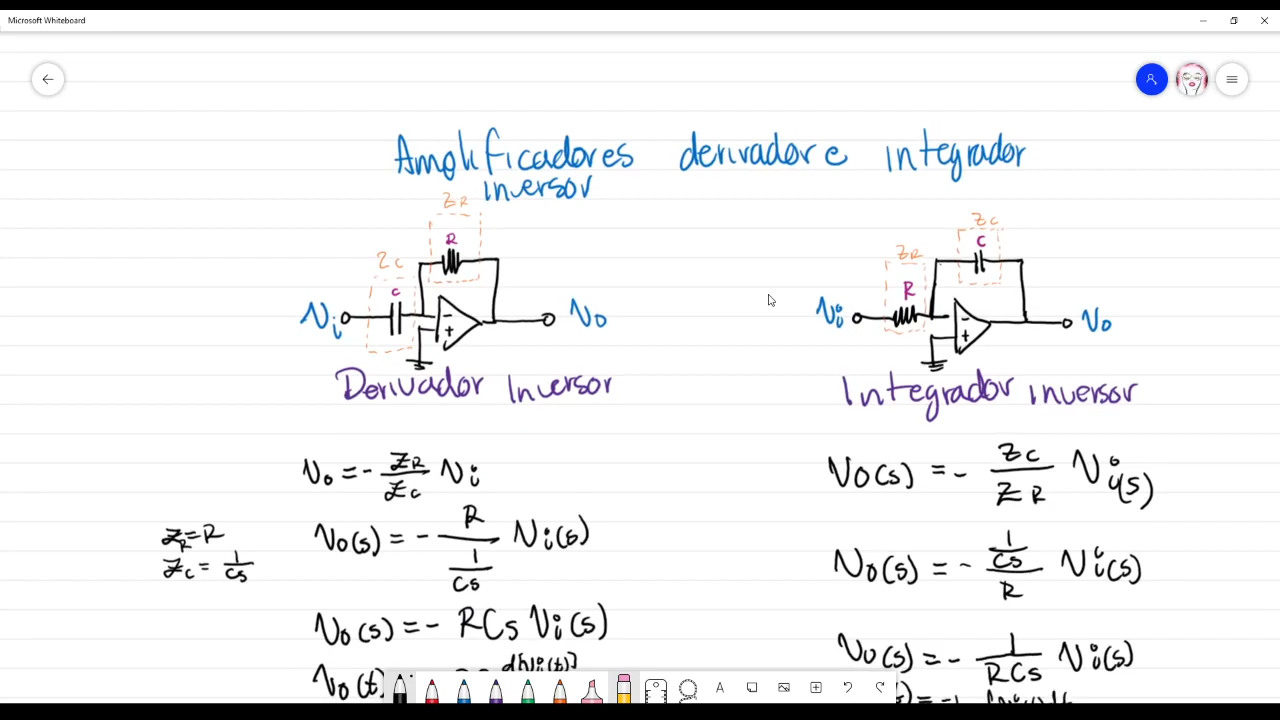 Microsoft Whiteboard
Amplificadores derivador e integrador
inversor
ZR
R
ZC
C
Vi
-
+
Vo
Derivador Inversor
ZC
C
ZR
R
Vi
-
+
Vo
Integrador inversor
Vo = - ZR/ZC Vi
ZR = R
ZC = 1/CS
Vo(s) = - R/(1/CS) Vi(s)
Vo(s) = - RCS Vi(s)
Vo(t)
d[Vi(t)]
Vo(s) = - ZC/ZR Vi(s)
Vo(s) = - (1/CS)/R Vi(s)
Vo(s) = - 1/RCS Vi(s)
A